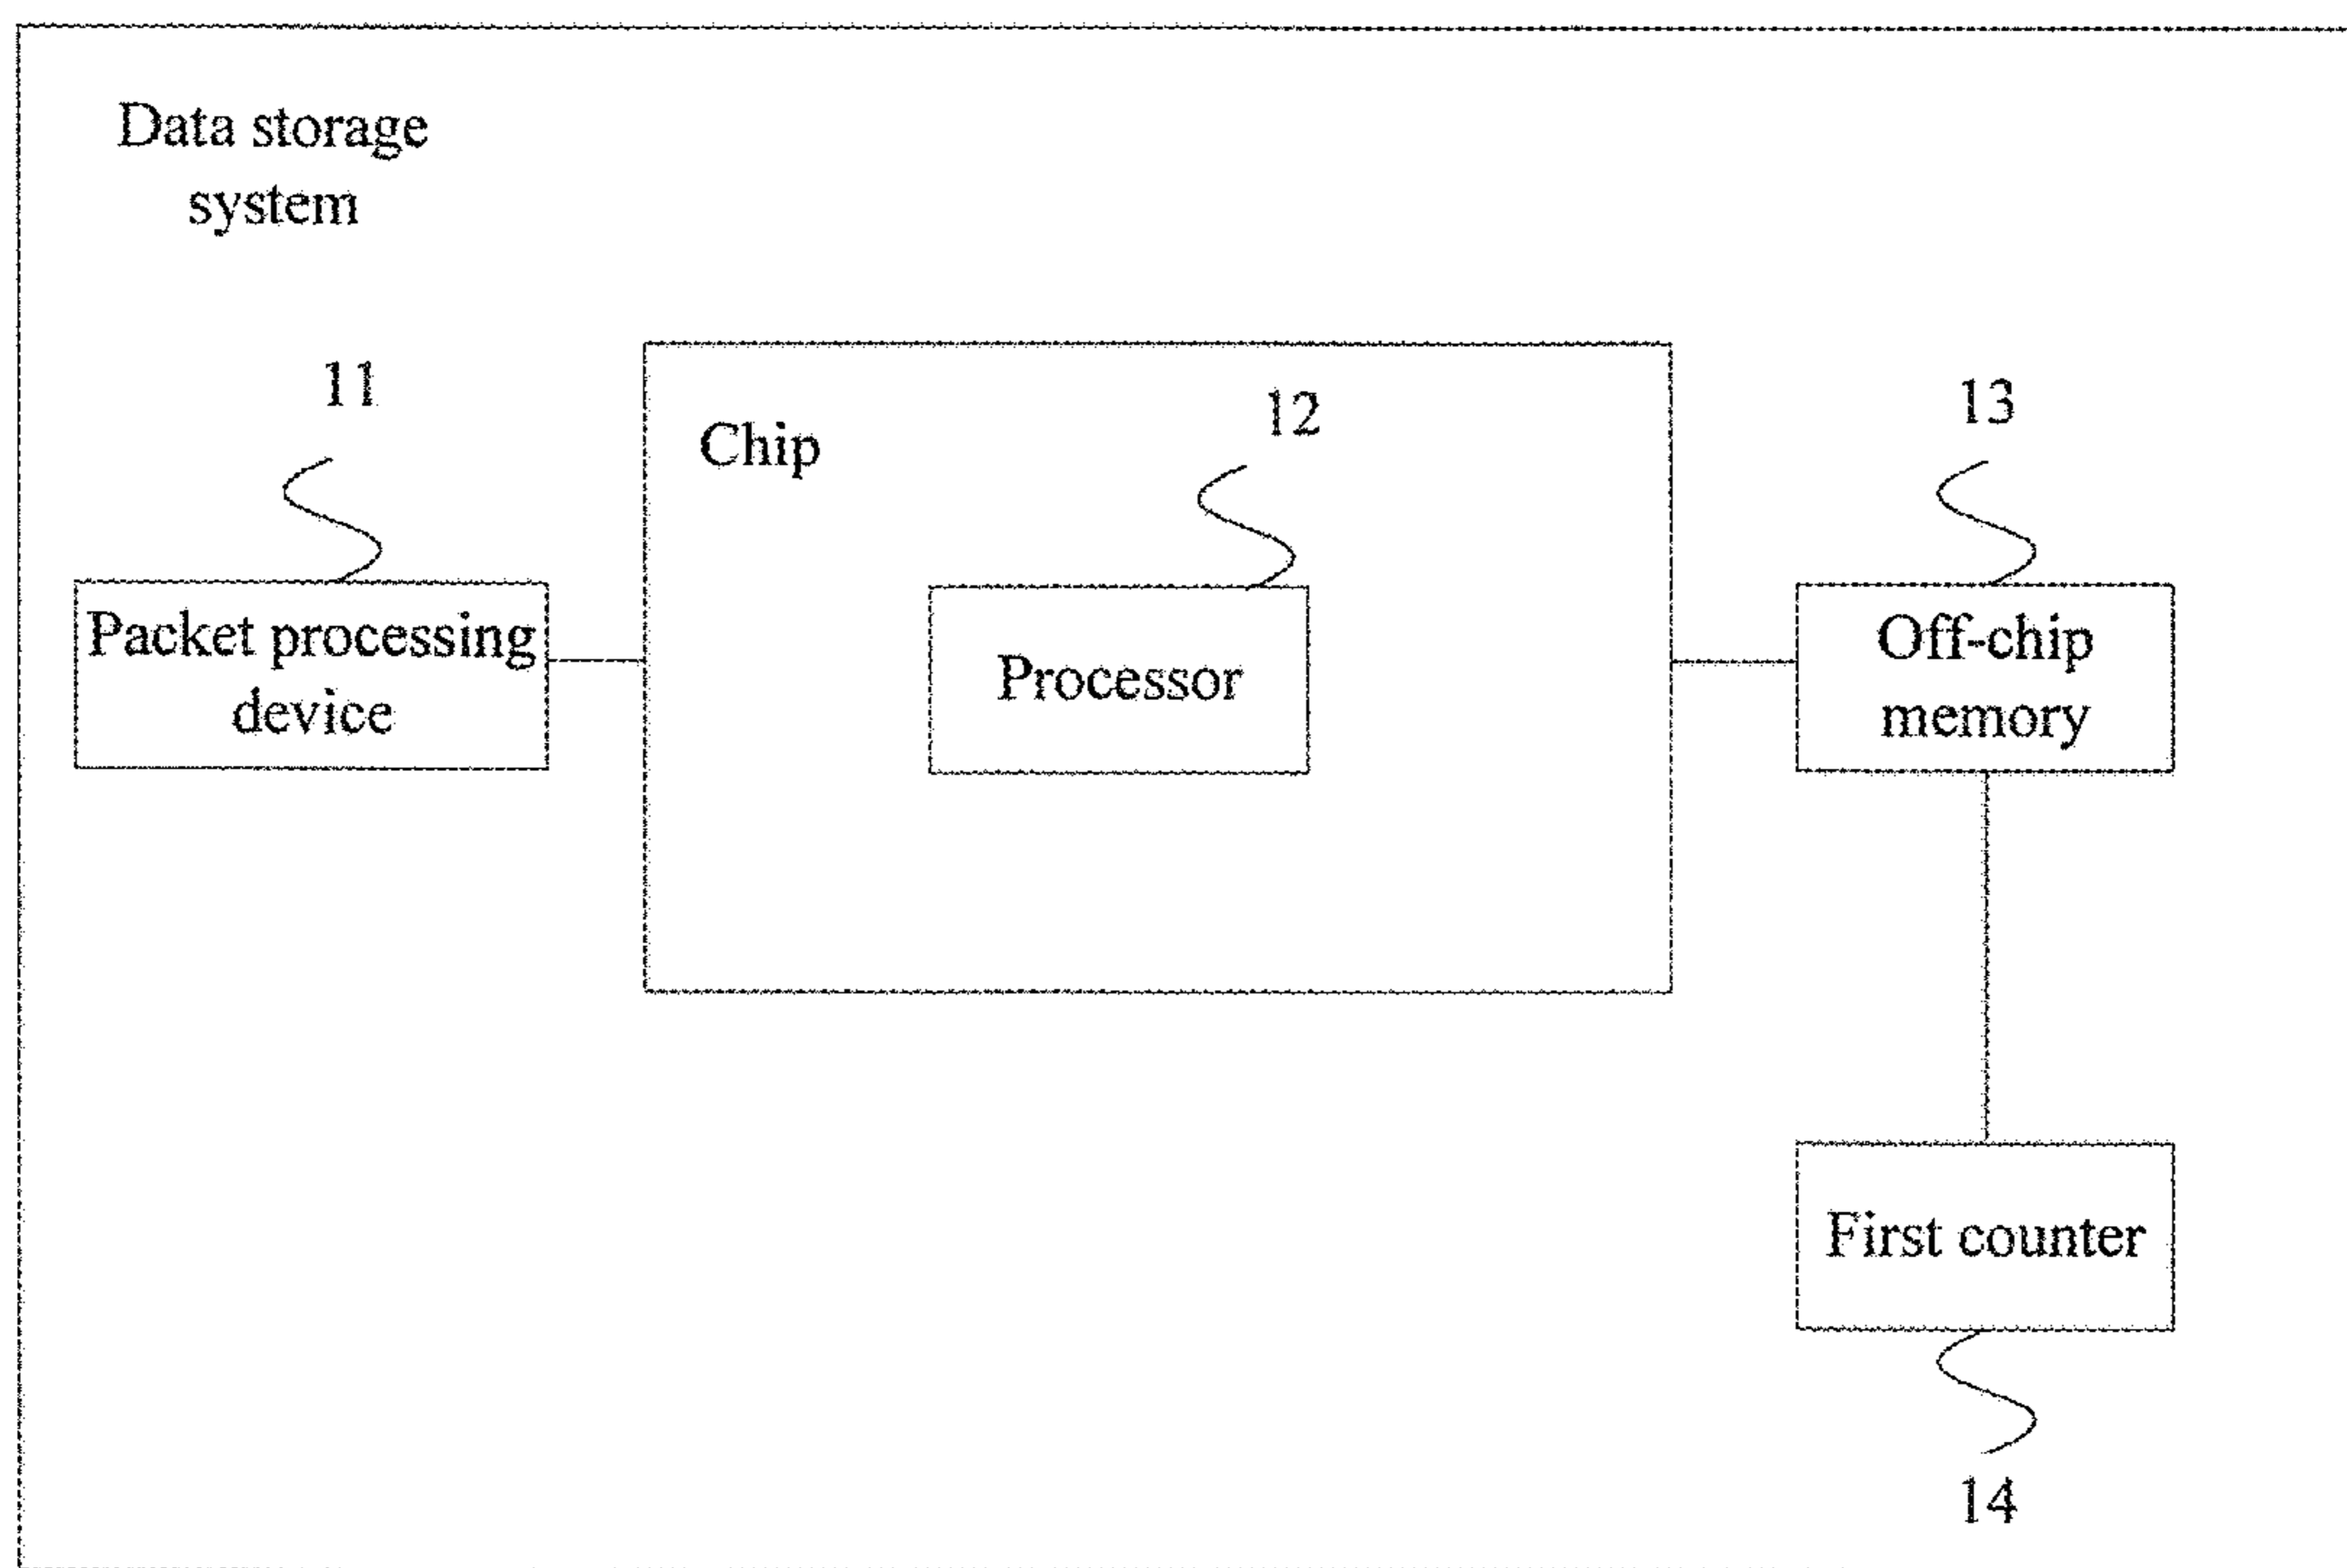 Data storage
system
11
Chip
12
13
Packet processing
device
Processor
Off-chip
memory
First counter
14